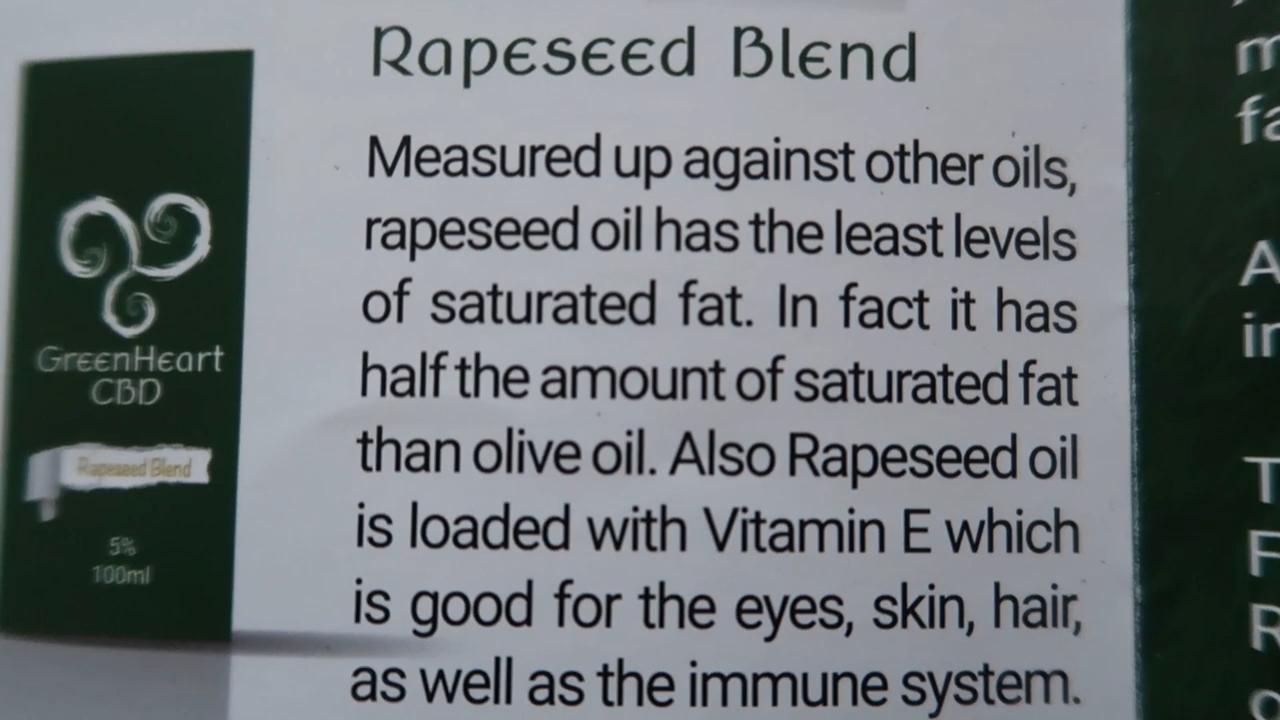 Rapeseed Blend
Measured up against other oils,
rapeseed oil has the least levels
of saturated fat. In fact it has
half the amount of saturated fat
than olive oil. Also Rapeseed oil
is loaded with Vitamin E which
is good for the eyes, skin, hair,
as well as the immune system.
GreenHeart
CBD
Rapeseed Blend
5%
100ml